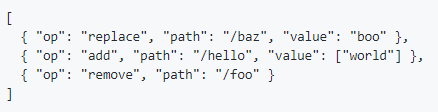 [
  { "op": "replace", "path": "/baz", "value": "boo" },
  { "op": "add", "path": "/hello", "value": ["world"] },
  { "op": "remove", "path": "/foo" }
]